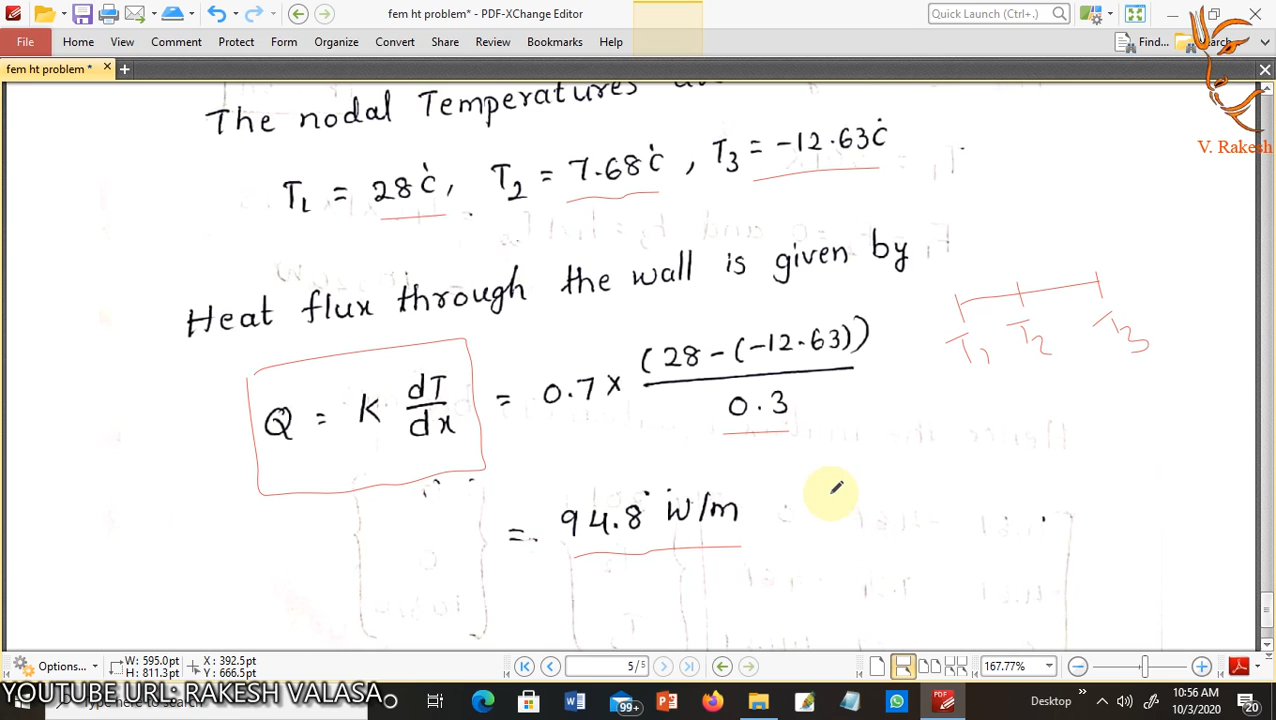 fem ht problem* - PDF-XChange Editor
Quick Launch (Ctrl+.)
File Home View Comment Protect Form Organize Convert Share Review Bookmarks Help
Find...
fem ht problem *
V. Rakesh
The nodal Temperatures
T1 = 28°C, T2 = 7.68°C, T3 = -12.63°C
Heat flux through the wall is given by
T1 T2 T3
Q = K dT/dx = 0.7 × (28 - (-12.63)) / 0.3
= 94.8 W/m
Options...
W: 595.0pt
H: 811.3pt
X: 392.5pt
Y: 666.5pt
5 / 5
167.77%
YOUTUBE URL: RAKESH VALASA
99+
Desktop
10:56 AM
10/3/2020
20